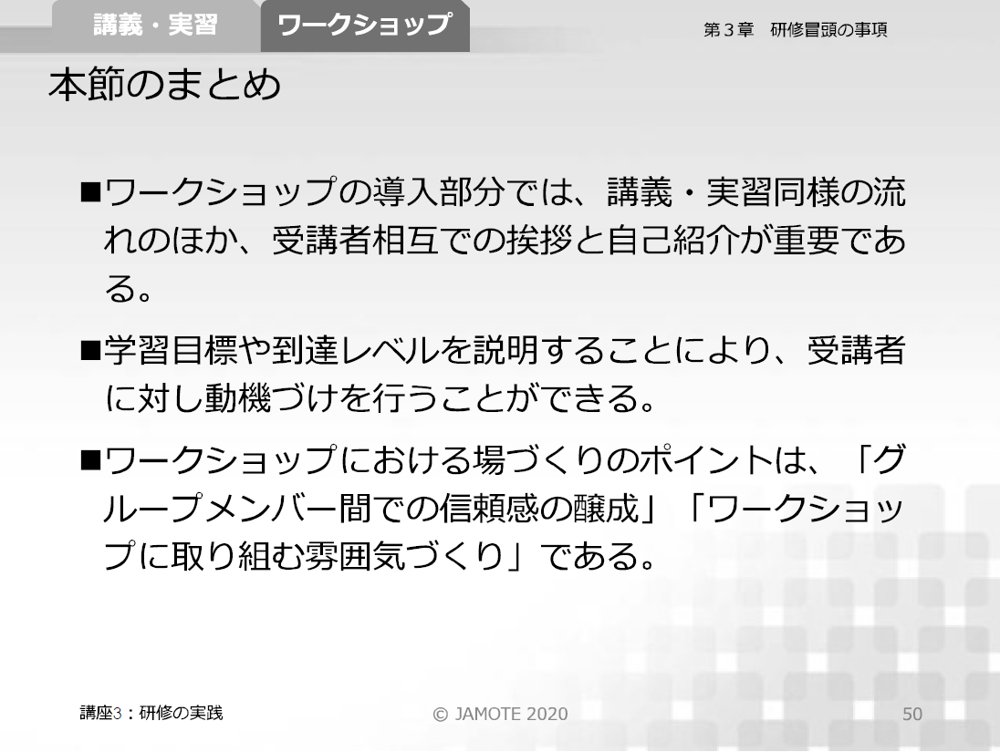 講義・実習
ワークショップ
第３章　研修冒頭の事項
本節のまとめ
■ワークショップの導入部分では、講義・実習同様の流
れのほか、受講者相互での挨拶と自己紹介が重要であ
る。
■学習目標や到達レベルを説明することにより、受講者
に対し動機づけを行うことができる。
■ワークショップにおける場づくりのポイントは、「グ
ループメンバー間での信頼感の醸成」「ワークショッ
プに取り組む雰囲気づくり」である。
講座3：研修の実践
© JAMOTE 2020
50